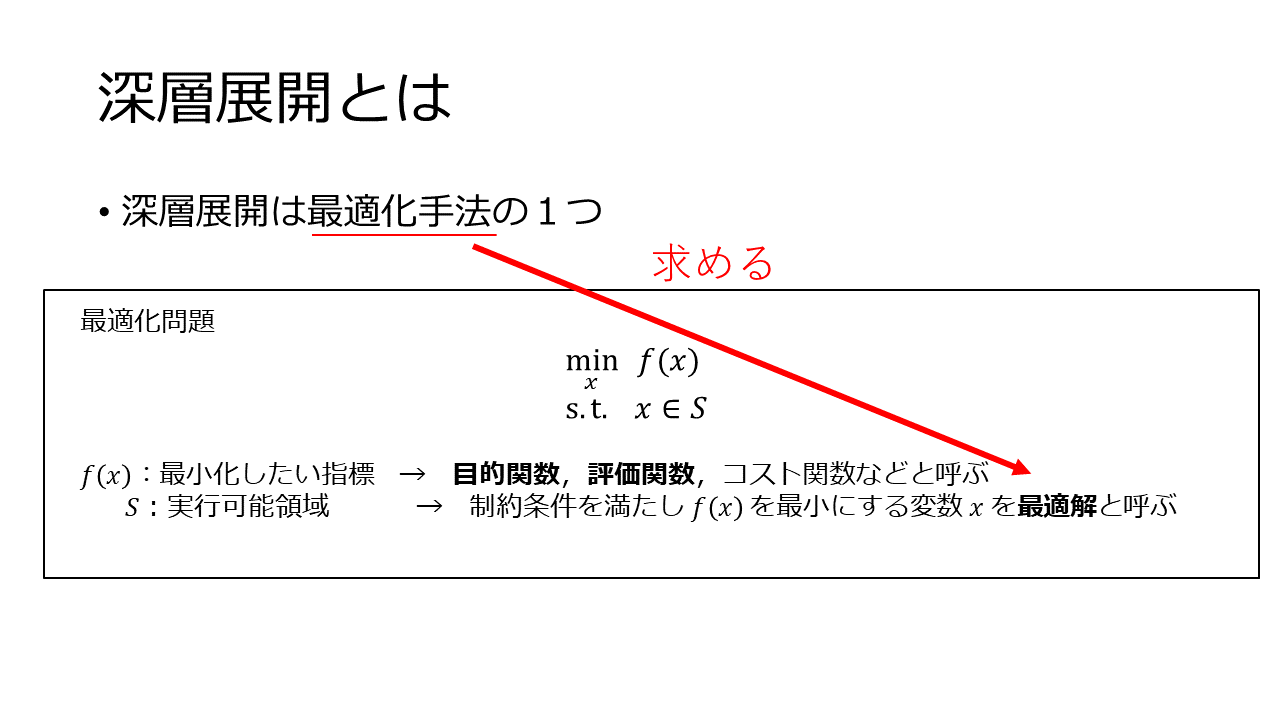 深層展開とは
• 深層展開は最適化手法の１つ
求める
最適化問題
min f(x)
x
s.t. x ∈ S
f(x)：最小化したい指標 → 目的関数，評価関数，コスト関数などと呼ぶ
S：実行可能領域 → 制約条件を満たし f(x) を最小にする変数 x を最適解と呼ぶ